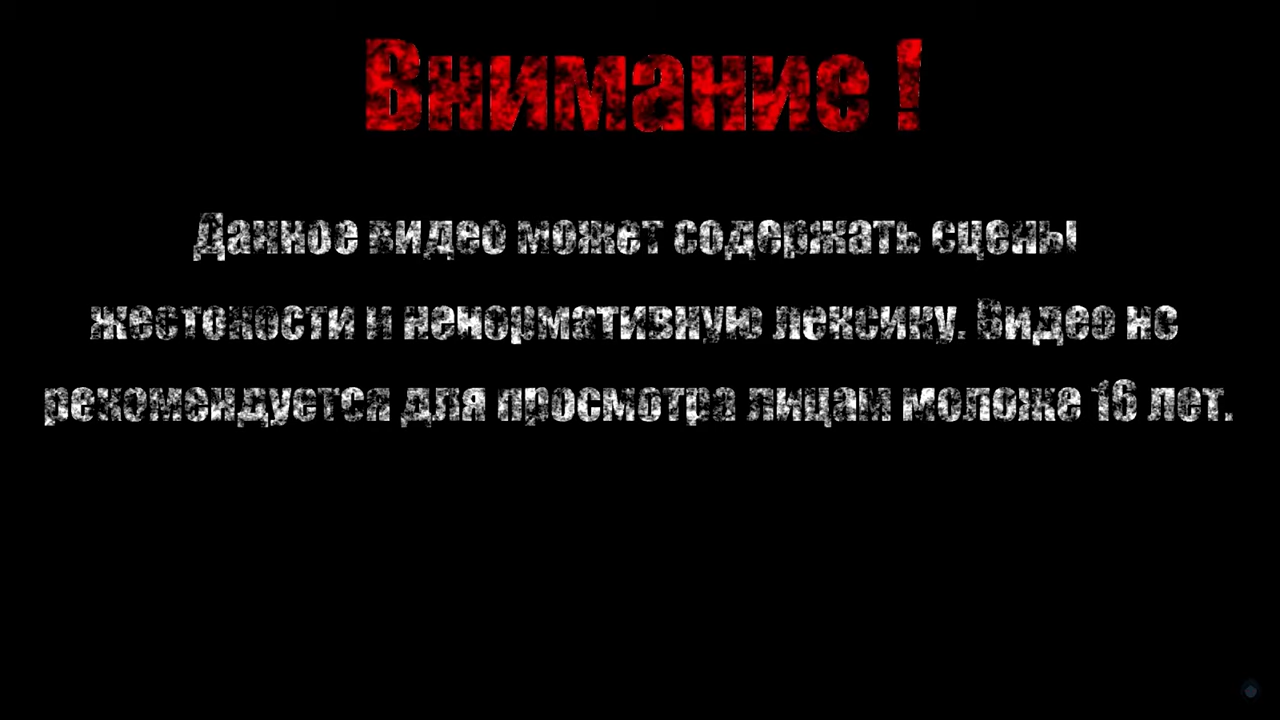 Внимание !
Данное видео может содержать сцены
жестокости и ненормативную лексику. Видео не
рекомендуется для просмотра лицам моложе 16 лет.